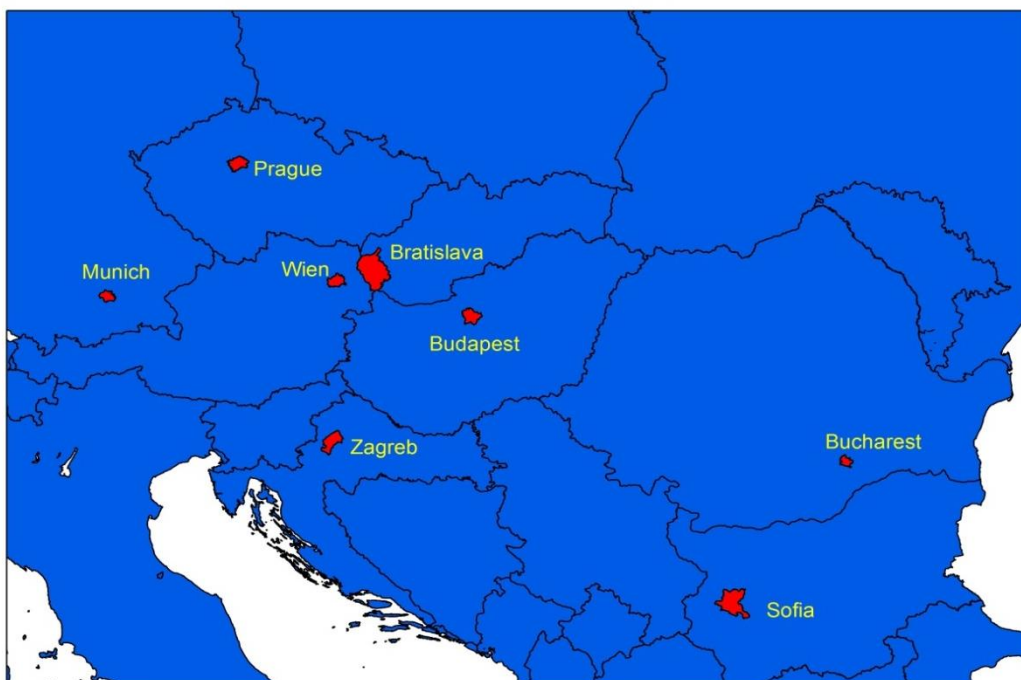 Prague
Bratislava
Wien
Munich
Budapest
Zagreb
Bucharest
Sofia